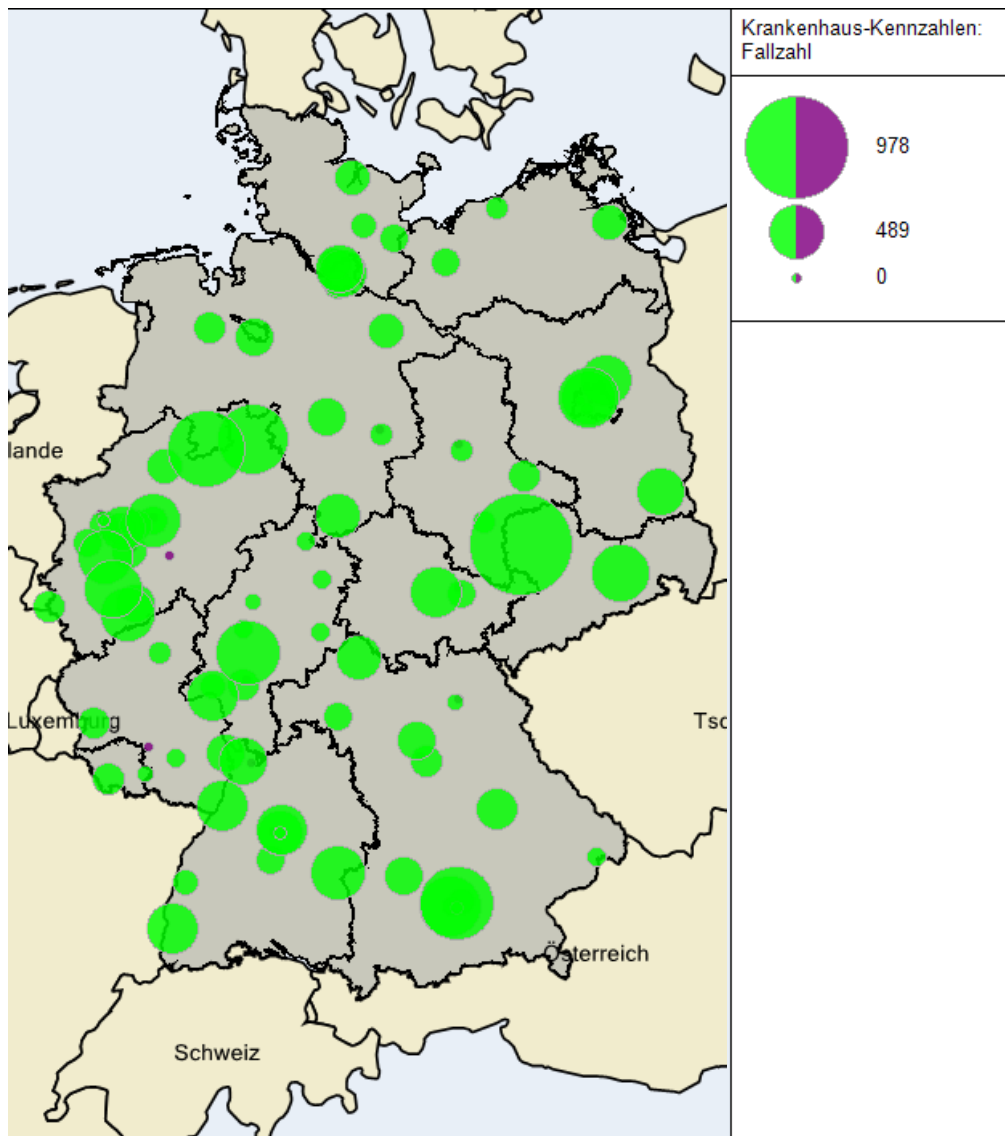 Krankenhaus-Kennzahlen:
Fallzahl
978
489
0
lande
Luxemburg
Tsc
Österreich
Schweiz